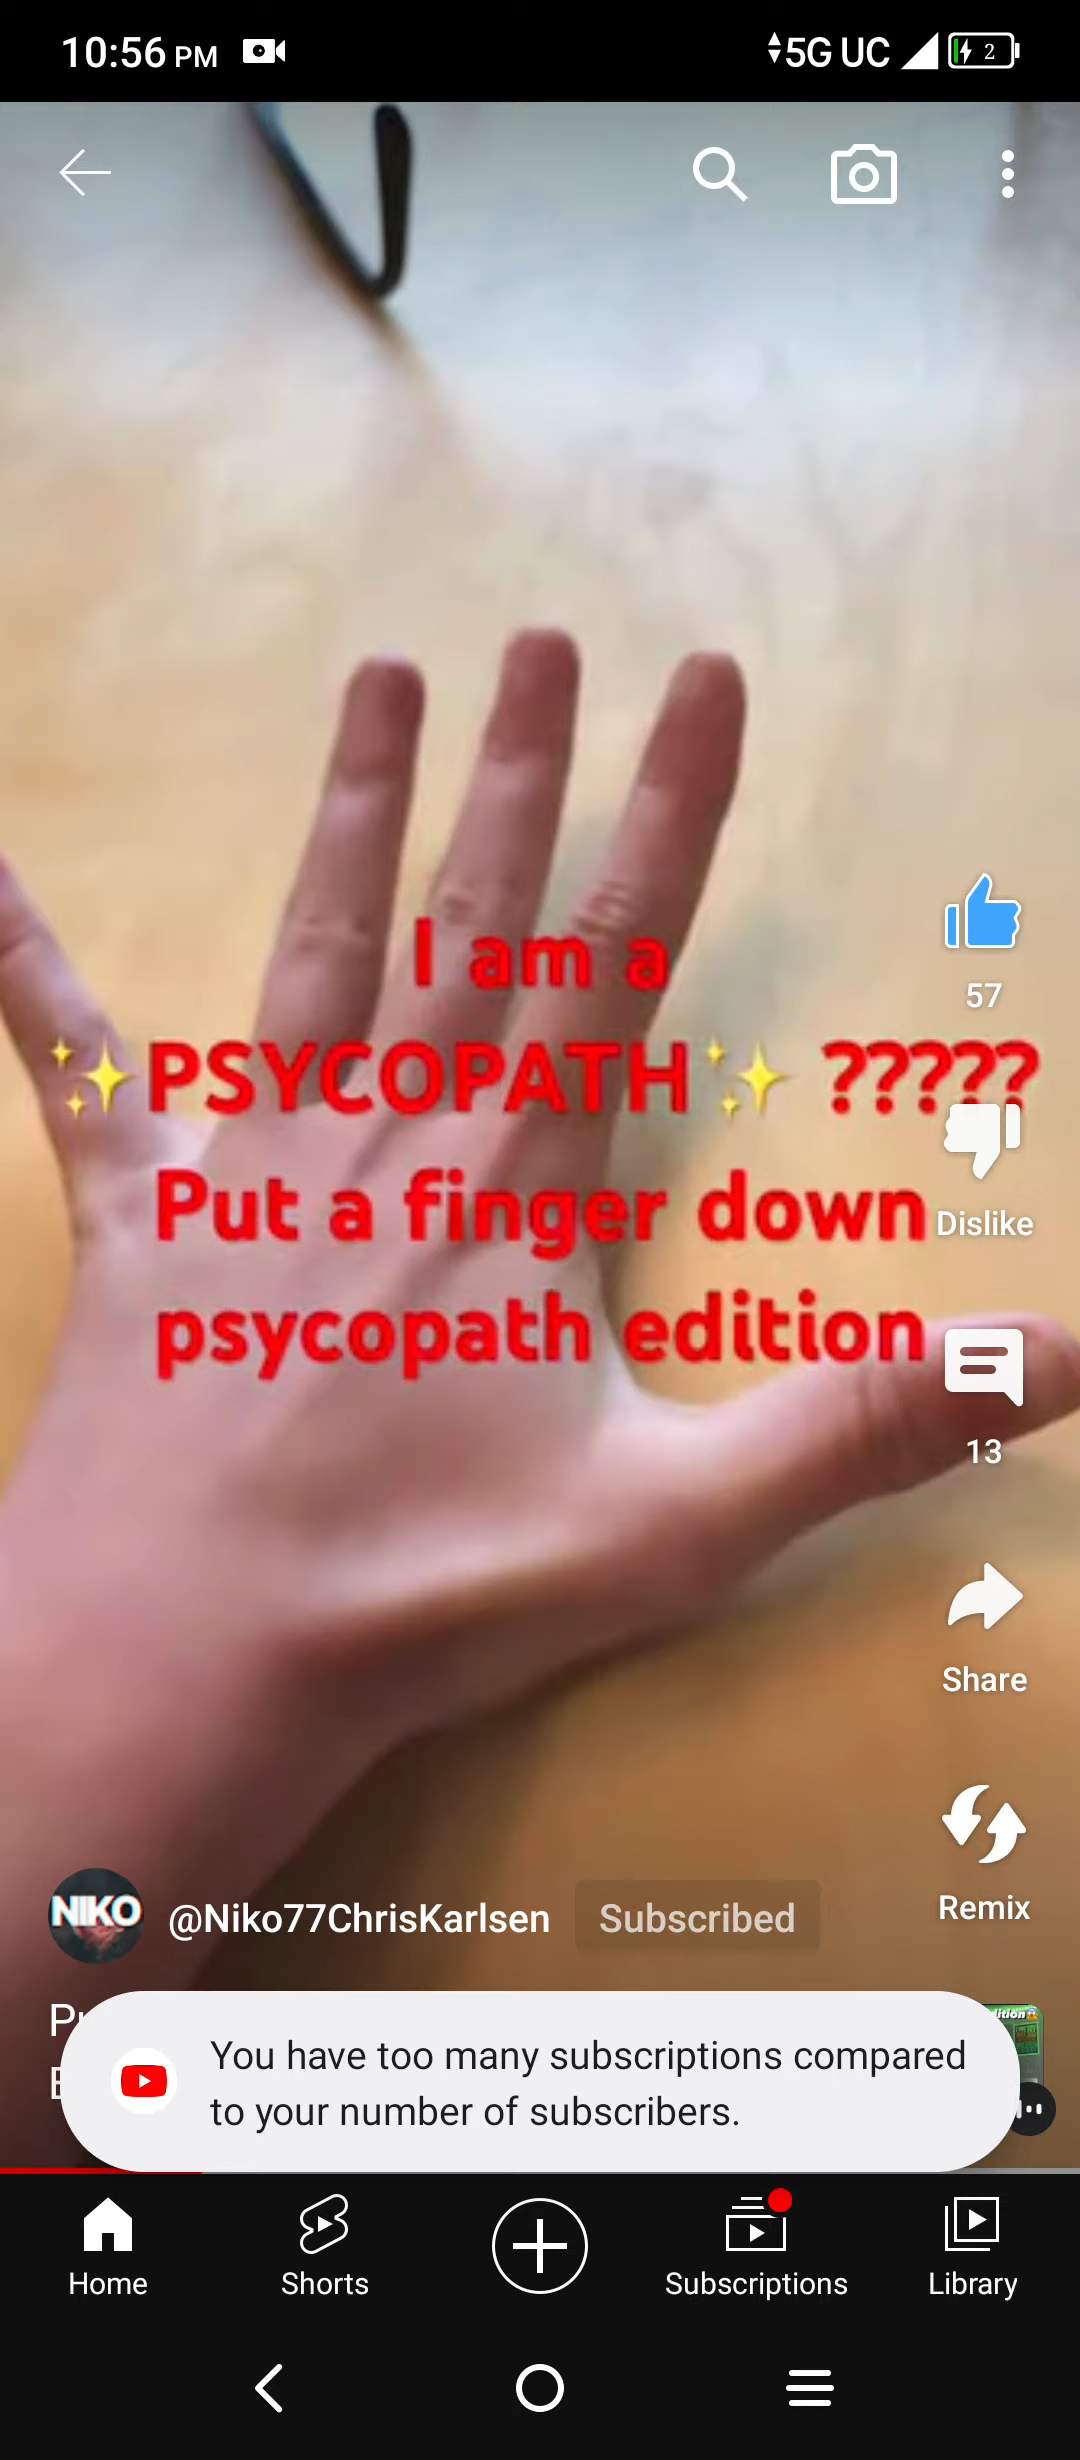 10:56 PM
5G UC
2
I am a
✨PSYCOPATH✨ ?????
Put a finger down
psycopath edition
57
Dislike
13
Share
Remix
NIKO
@Niko77ChrisKarlsen
Subscribed
You have too many subscriptions compared
to your number of subscribers.
Home
Shorts
Subscriptions
Library